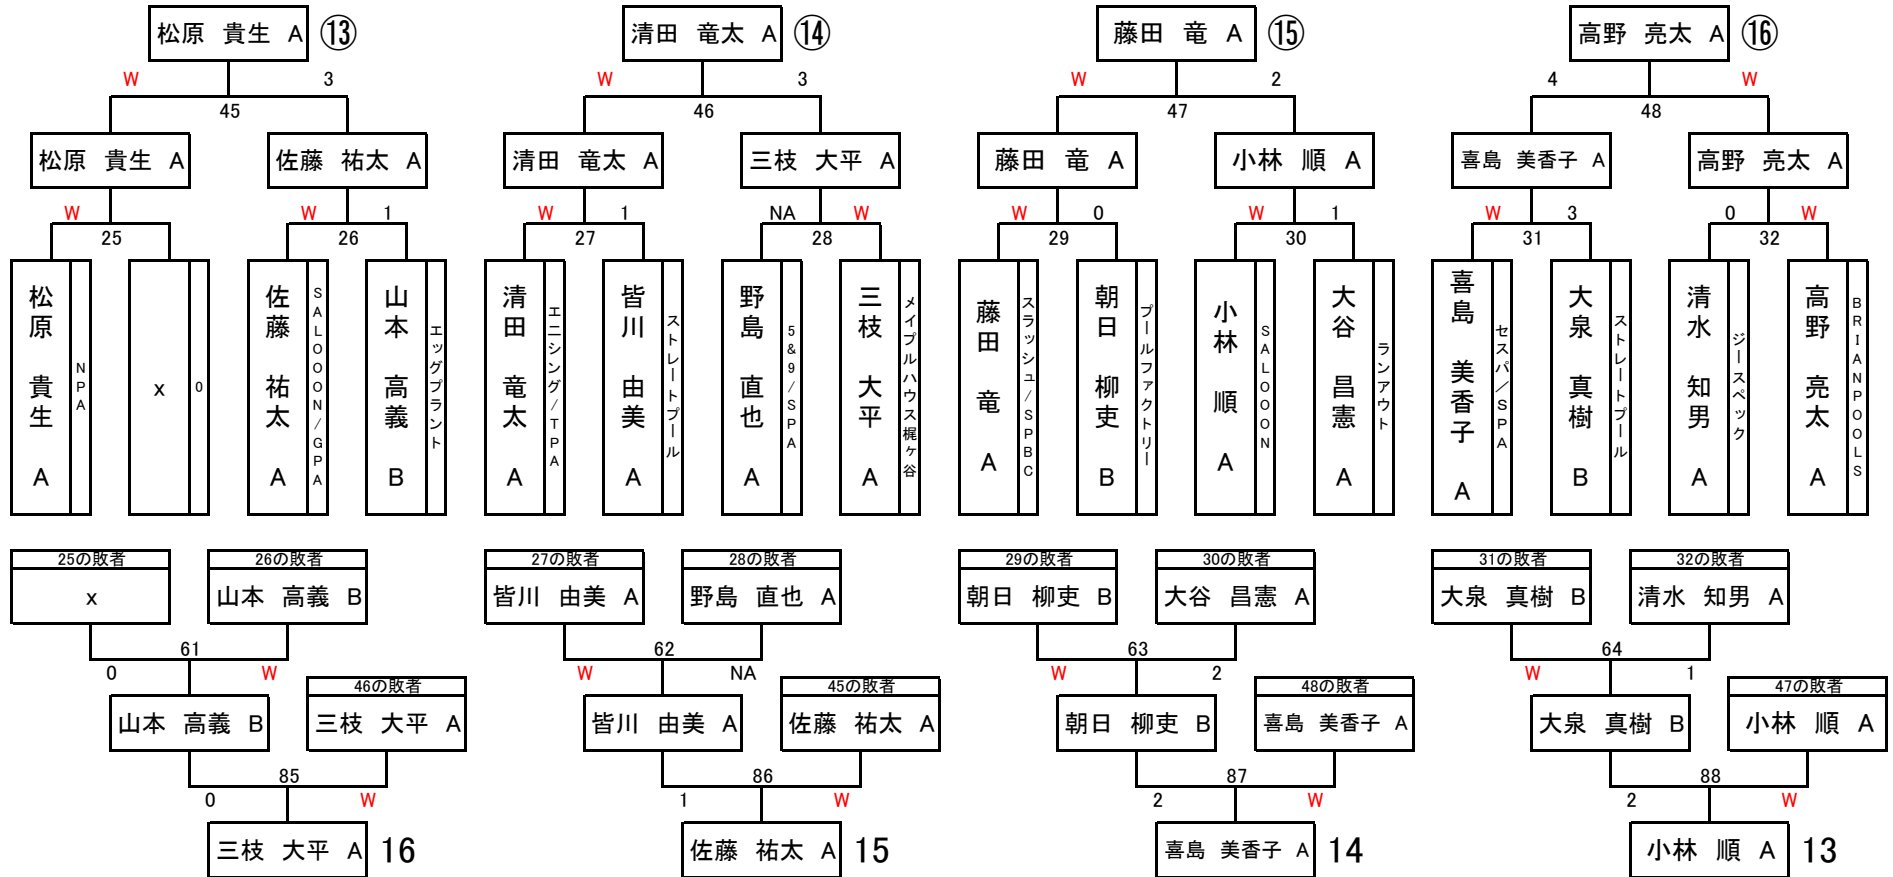 松原 貴生 A ⑬ 清田 竜太 A ⑭ 藤田 竜 A ⑮ 高野 亮太 A ⑯
W 3 W 3 W 2 4 W
45 46 47 48
松原 貴生 A 佐藤 祐太 A 清田 竜太 A 三枝 大平 A 藤田 竜 A 小林 順 A 喜島 美香子 A 高野 亮太 A
W W 1 W 1 NA W W 0 W 1 W 3 0 W
25 26 27 28 29 30 31 32
松原 貴生 A
NPA
x
0
佐藤 祐太 A
SALOOON/GPA
山本 高義 B
エッグプラント
清田 竜太 A
エニシング/TPA
皆川 由美 A
ストレートプール
野島 直也 A
5&9/SPA
三枝 大平 A
メイプルハウス梶ヶ谷
藤田 竜 A
スラッシュ/SPBC
朝日 柳吏 B
プールファクトリー
小林 順 A
SALOOON
大谷 昌憲 A
ランアウト
喜島 美香子 A
セスパ/SPA
大泉 真樹 B
ストレートプール
清水 知男 A
ジースペック
高野 亮太 A
BRIANPOOLS
25の敗者 26の敗者 27の敗者 28の敗者 29の敗者 30の敗者 31の敗者 32の敗者
x 山本 高義 B 皆川 由美 A 野島 直也 A 朝日 柳吏 B 大谷 昌憲 A 大泉 真樹 B 清水 知男 A
61 62 63 64
0 W W NA W 2 W 1
46の敗者 45の敗者 48の敗者 47の敗者
山本 高義 B 三枝 大平 A 皆川 由美 A 佐藤 祐太 A 朝日 柳吏 B 喜島 美香子 A 大泉 真樹 B 小林 順 A
85 86 87 88
0 W 1 W 2 W 2 W
三枝 大平 A 16 佐藤 祐太 A 15 喜島 美香子 A 14 小林 順 A 13